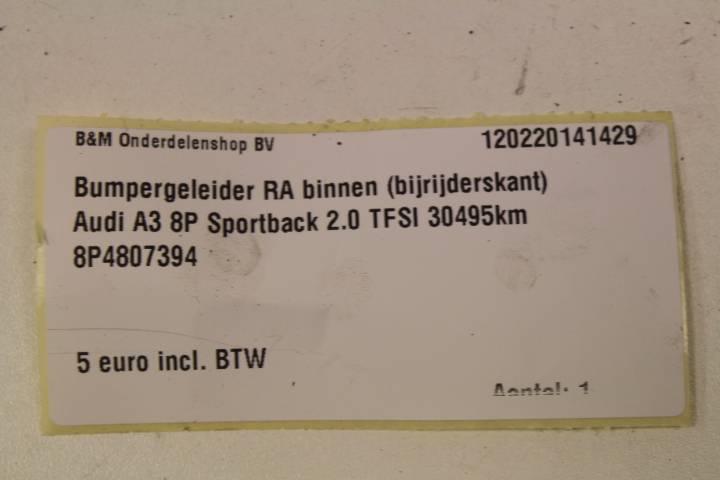 B&M Onderdelenshop BV 120220141429
Bumpergeleider RA binnen (bijrijderskant)
Audi A3 8P Sportback 2.0 TFSI 30495km
8P4807394
5 euro incl. BTW
Aantal: 1